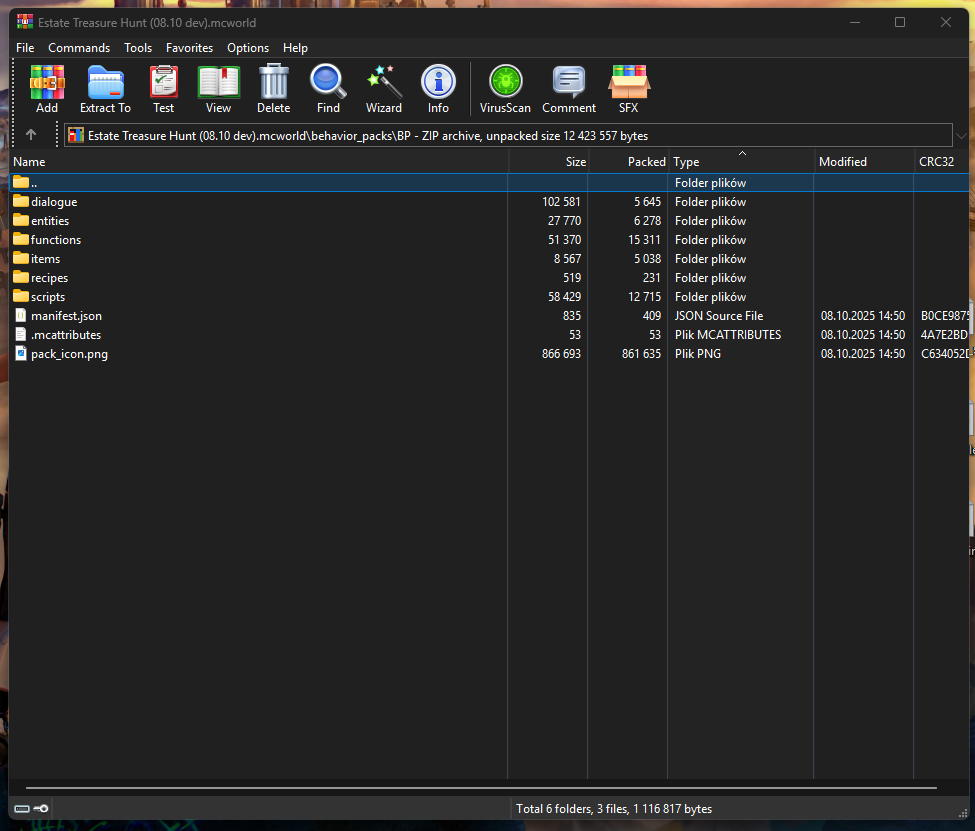 Estate Treasure Hunt (08.10 dev).mcworld
File Commands Tools Favorites Options Help
Add Extract To Test View Delete Find Wizard Info VirusScan Comment SFX
Estate Treasure Hunt (08.10 dev).mcworld\behavior_packs\BP - ZIP archive, unpacked size 12 423 557 bytes
Name Size Packed Type Modified CRC32
.. Folder plików
dialogue 102 581 5 645 Folder plików
entities 27 770 6 278 Folder plików
functions 51 370 15 311 Folder plików
items 8 567 5 038 Folder plików
recipes 519 231 Folder plików
scripts 58 429 12 715 Folder plików
manifest.json 835 409 JSON Source File 08.10.2025 14:50 B0CE9875
.mcattributes 53 53 Plik MCATTRIBUTES 08.10.2025 14:50 4A7E2BD
pack_icon.png 866 693 861 635 Plik PNG 08.10.2025 14:50 C634052D
Total 6 folders, 3 files, 1 116 817 bytes